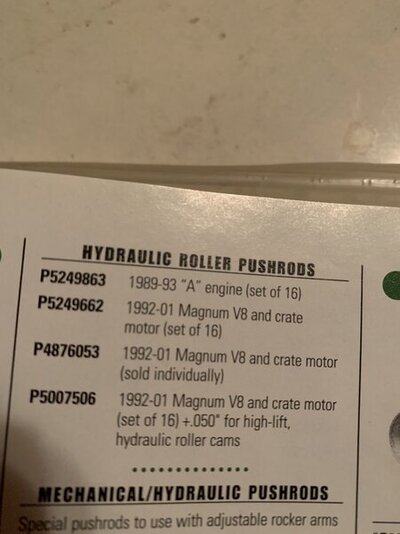 HYDRAULIC ROLLER PUSHRODS
P5249863 1989-93 "A" engine (set of 16)
P5249662 1992-01 Magnum V8 and crate
motor (set of 16)
P4876053 1992-01 Magnum V8 and crate motor
(sold individually)
P5007506 1992-01 Magnum V8 and crate motor
(set of 16) +.050" for high-lift,
hydraulic roller cams
MECHANICAL/HYDRAULIC PUSHRODS
Special pushrods to use with adjustable rocker arms